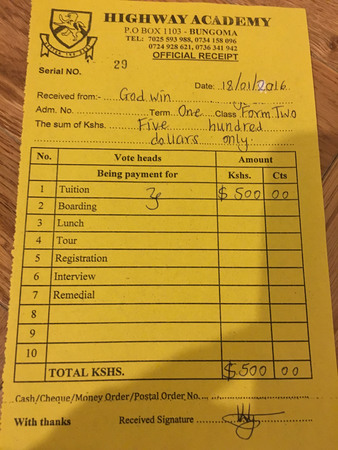 HIGHWAY ACADEMY
P.O BOX 1103 - BUNGOMA
TEL: 7025 593 988, 0734 158 096
0724 928 621, 0736 341 942
OFFICIAL RECEIPT
Serial NO. 29
Date: 18/01/2016
Received from:- Godwin
Adm. No. Term One Class Form Two
The sum of Kshs. Five hundred
dollars only.
No. Vote heads Amount
Being payment for Kshs. Cts
1 Tuition $500 00
2 Boarding
3 Lunch
4 Tour
5 Registration
6 Interview
7 Remedial
8
9
10
TOTAL KSHS. $500 00
Cash/Cheque/Money Order/Postal Order No.
With thanks Received Signature